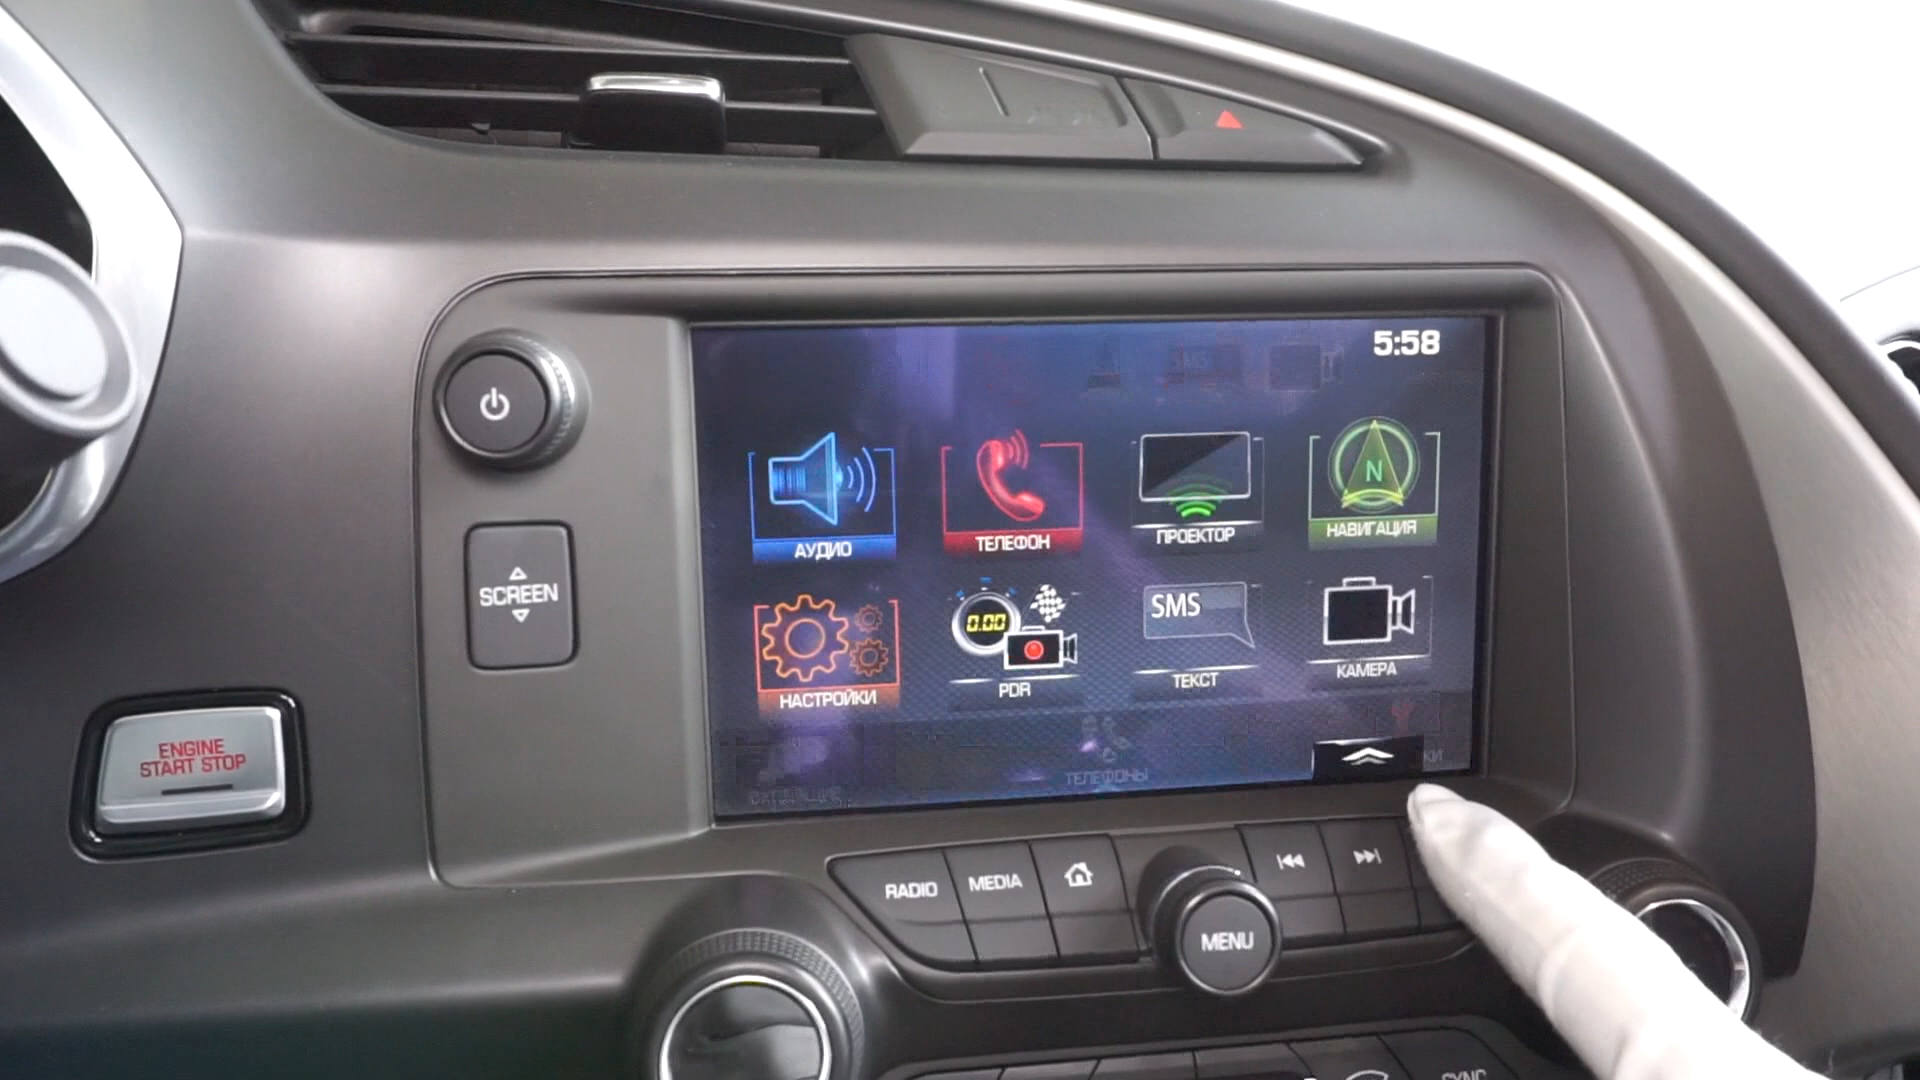 5:58
АУДИО
ТЕЛЕФОН
ПРОЕКТОР
N
НАВИГАЦИЯ
SCREEN
0.00
SMS
НАСТРОЙКИ
PDR
ТЕКСТ
КАМЕРА
ENGINE
START STOP
ТЕЛЕФОНЫ
RADIO
MEDIA
MENU
SYNC